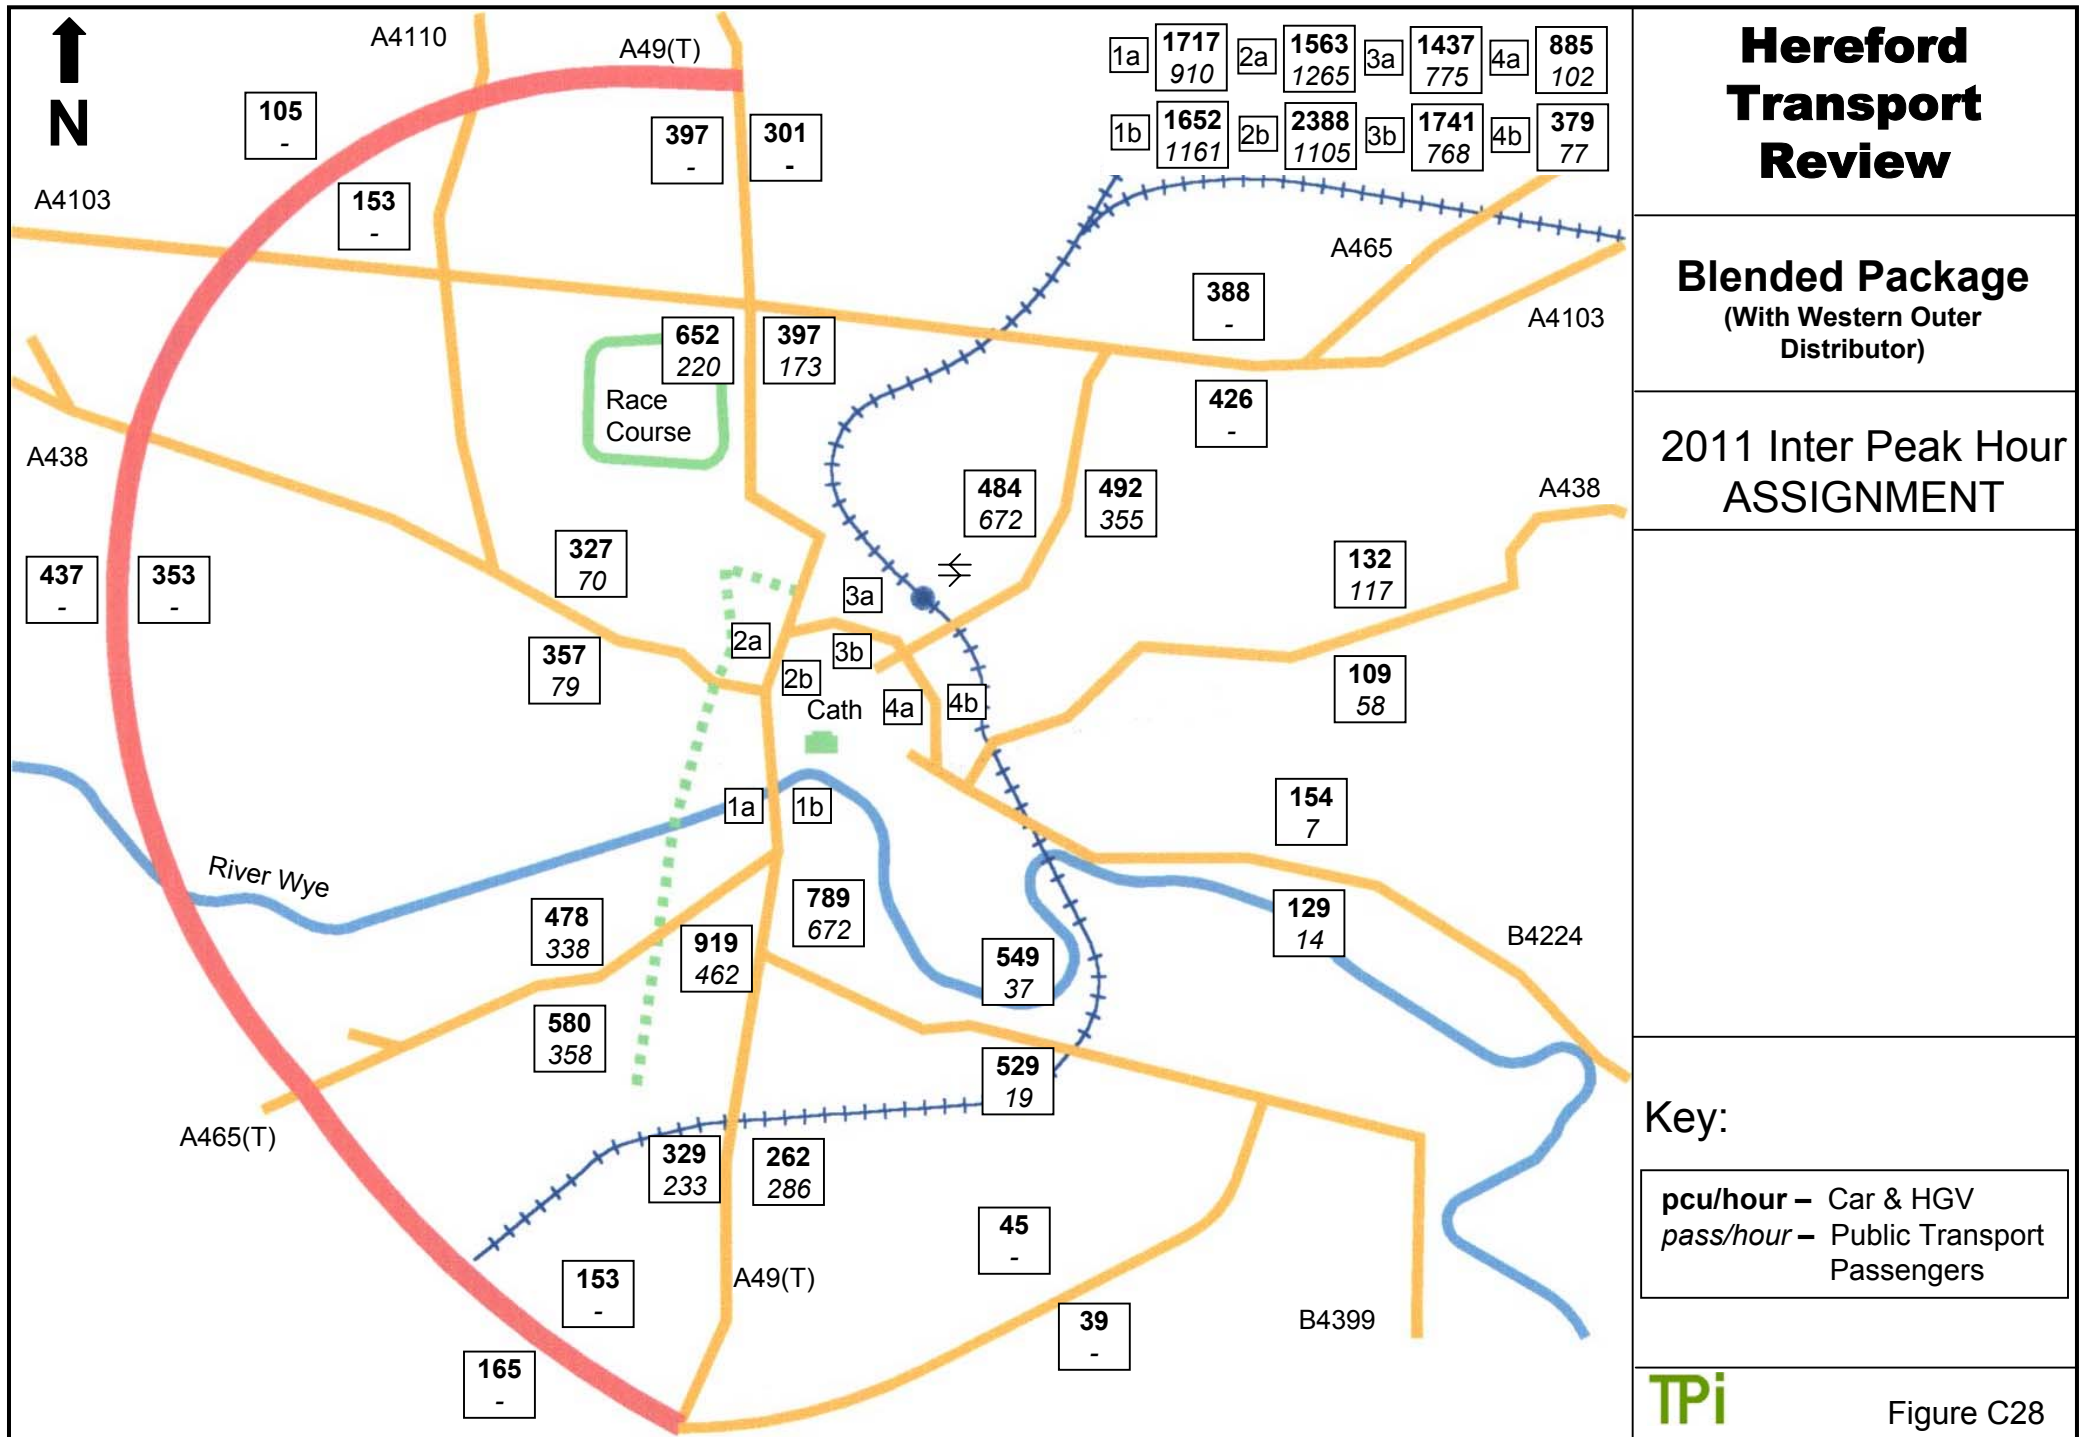 A4110
A49(T)
1a
1717
910
2a
1563
1265
3a
1437
775
4a
885
102
1b
1652
1161
2b
2388
1105
3b
1741
768
4b
379
77
N
105
-
397
-
301
-
A4103
153
-
A465
388
-
A4103
652
220
397
173
Race
Course
426
-
A438
484
672
492
355
A438
327
70
132
117
437
-
353
-
3a
2a
3b
357
79
2b
109
58
4a
4b
Cath
1a
1b
154
7
River Wye
478
338
789
672
129
14
919
462
549
37
B4224
580
358
529
19
A465(T)
329
233
262
286
45
-
153
-
A49(T)
39
-
B4399
165
-
Hereford
Transport
Review
Blended Package
(With Western Outer
Distributor)
2011 Inter Peak Hour
ASSIGNMENT
Key:
pcu/hour – Car & HGV
pass/hour – Public Transport
Passengers
TPi
Figure C28